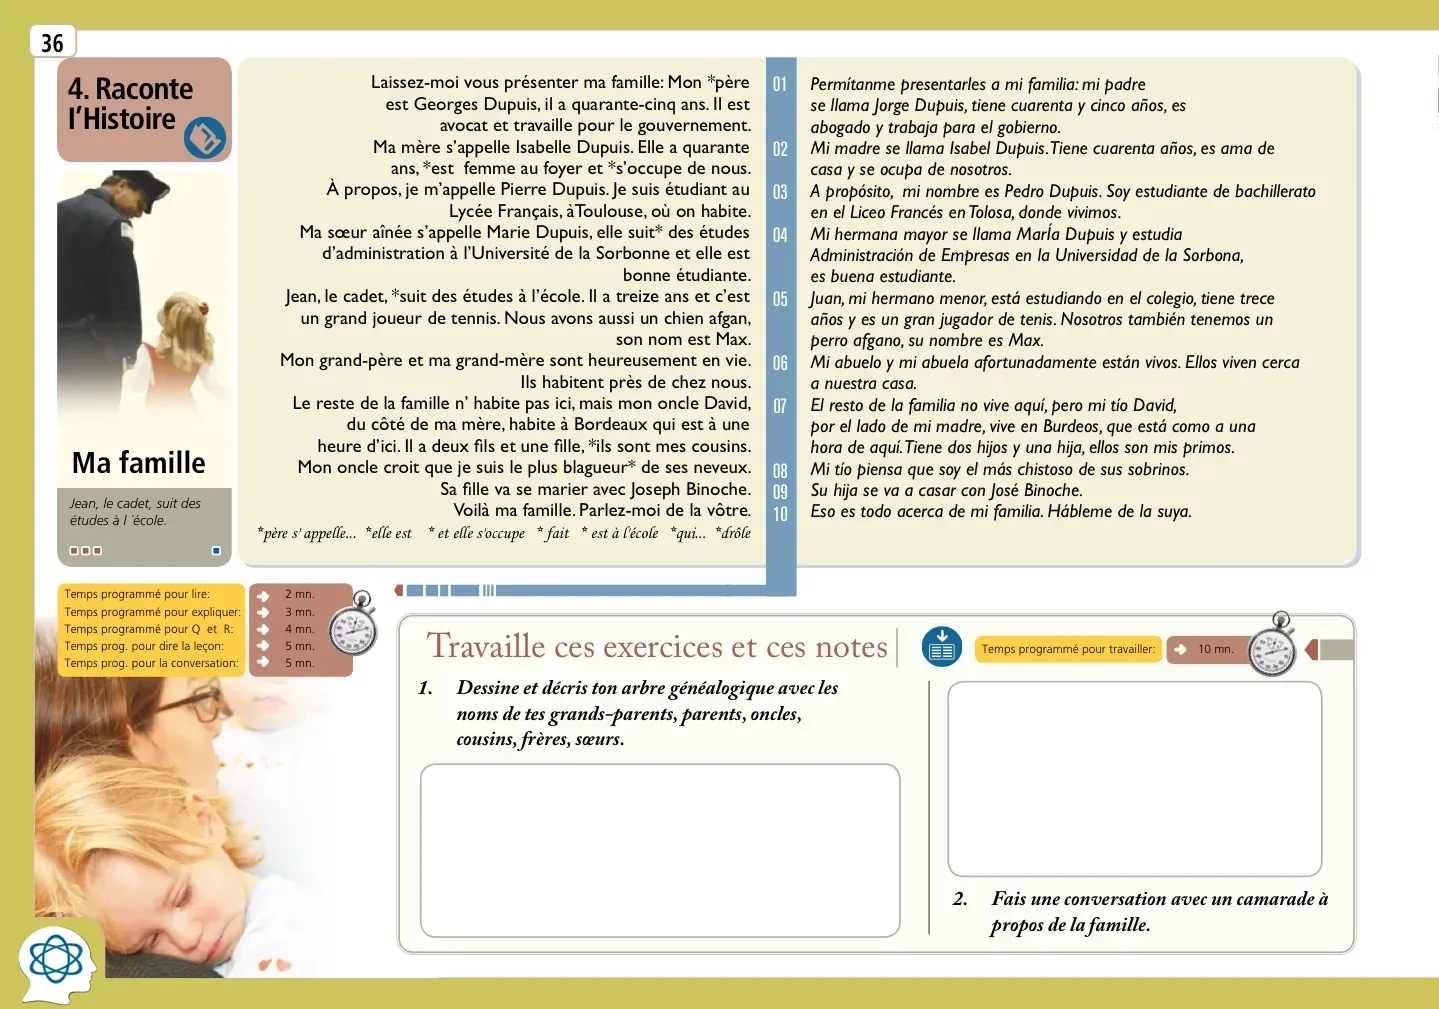 36
4. Raconte
l’Histoire
Ma famille
Jean, le cadet, suit des
études à l ´école.
Laissez-moi vous présenter ma famille: Mon *père
est Georges Dupuis, il a quarante-cinq ans. Il est
avocat et travaille pour le gouvernement.
Ma mère s’appelle Isabelle Dupuis. Elle a quarante
ans, *est femme au foyer et *s’occupe de nous.
À propos, je m’appelle Pierre Dupuis. Je suis étudiant au
Lycée Français, àToulouse, où on habite.
Ma sœur aînée s’appelle Marie Dupuis, elle suit* des études
d’administration à l’Université de la Sorbonne et elle est
bonne étudiante.
Jean, le cadet, *suit des études à l’école. Il a treize ans et c’est
un grand joueur de tennis. Nous avons aussi un chien afgan,
son nom est Max.
Mon grand-père et ma grand-mère sont heureusement en vie.
Ils habitent près de chez nous.
Le reste de la famille n’ habite pas ici, mais mon oncle David,
du côté de ma mère, habite à Bordeaux qui est à une
heure d’ici. Il a deux fils et une fille, *ils sont mes cousins.
Mon oncle croit que je suis le plus blagueur* de ses neveux.
Sa fille va se marier avec Joseph Binoche.
Voilà ma famille. Parlez-moi de la vôtre.
*père s' appelle... *elle est * et elle s'occupe * fait * est à l'école *qui... *drôle
01
02
03
04
05
06
07
08
09
10
Permítanme presentarles a mi familia: mi padre
se llama Jorge Dupuis, tiene cuarenta y cinco años, es
abogado y trabaja para el gobierno.
Mi madre se llama Isabel Dupuis. Tiene cuarenta años, es ama de
casa y se ocupa de nosotros.
A propósito, mi nombre es Pedro Dupuis. Soy estudiante de bachillerato
en el Liceo Francés en Tolosa, donde vivimos.
Mi hermana mayor se llama MarÍa Dupuis y estudia
Administración de Empresas en la Universidad de la Sorbona,
es buena estudiante.
Juan, mi hermano menor, está estudiando en el colegio, tiene trece
años y es un gran jugador de tenis. Nosotros también tenemos un
perro afgano, su nombre es Max.
Mi abuelo y mi abuela afortunadamente están vivos. Ellos viven cerca
a nuestra casa.
El resto de la familia no vive aquí, pero mi tío David,
por el lado de mi madre, vive en Burdeos, que está como a una
hora de aquí. Tiene dos hijos y una hija, ellos son mis primos.
Mi tío piensa que soy el más chistoso de sus sobrinos.
Su hija se va a casar con José Binoche.
Eso es todo acerca de mi familia. Hábleme de la suya.
Temps programmé pour lire: 2 mn.
Temps programmé pour expliquer: 3 mn.
Temps programmé pour Q et R: 4 mn.
Temps prog. pour dire la leçon: 5 mn.
Temps prog. pour la conversation: 5 mn.
Travaille ces exercices et ces notes
Temps programmé pour travailler: 10 mn.
1. Dessine et décris ton arbre généalogique avec les
noms de tes grands-parents, parents, oncles,
cousins, frères, sœurs.
2. Fais une conversation avec un camarade à
propos de la famille.